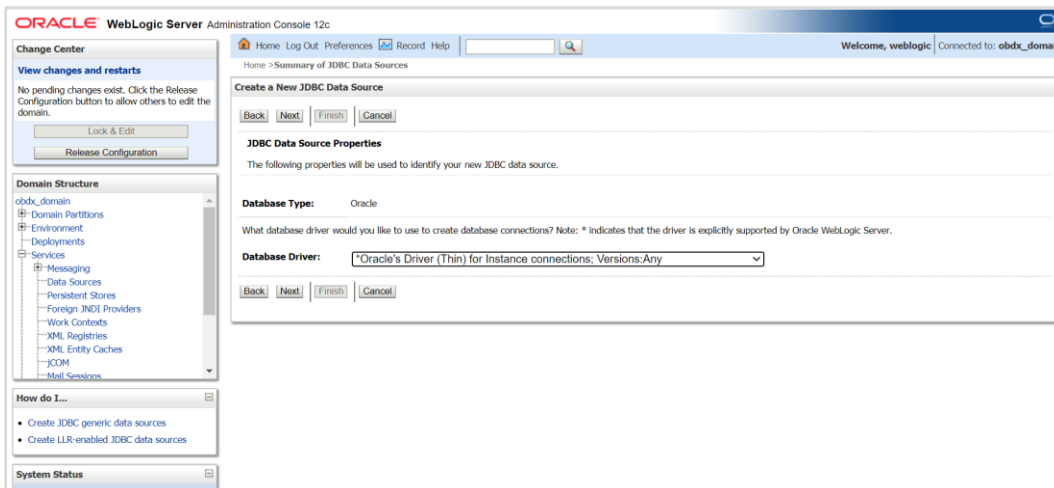 ORACLE WebLogic Server Administration Console 12c
Change Center
View changes and restarts
No pending changes exist. Click the Release
Configuration button to allow others to edit the
domain.
Lock & Edit
Release Configuration
Domain Structure
obdx_domain
Domain Partitions
Environment
Deployments
Services
Messaging
Data Sources
Persistent Stores
Foreign JNDI Providers
Work Contexts
XML Registries
XML Entity Caches
jCOM
Mail Sessions
How do I...
Create JDBC generic data sources
Create LLR-enabled JDBC data sources
System Status
Home Log Out Preferences Record Help
Welcome, weblogic Connected to: obdx_domai
Home >Summary of JDBC Data Sources
Create a New JDBC Data Source
Back Next Finish Cancel
JDBC Data Source Properties
The following properties will be used to identify your new JDBC data source.
Database Type: Oracle
What database driver would you like to use to create database connections? Note: * indicates that the driver is explicitly supported by Oracle WebLogic Server.
Database Driver: *Oracle's Driver (Thin) for Instance connections; Versions:Any
Back Next Finish Cancel